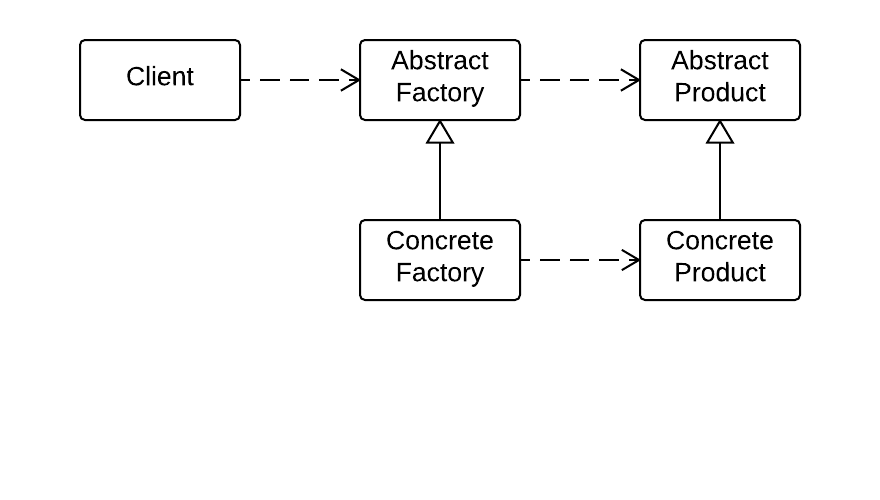 Client
Abstract
Factory
Abstract
Product
Concrete
Factory
Concrete
Product